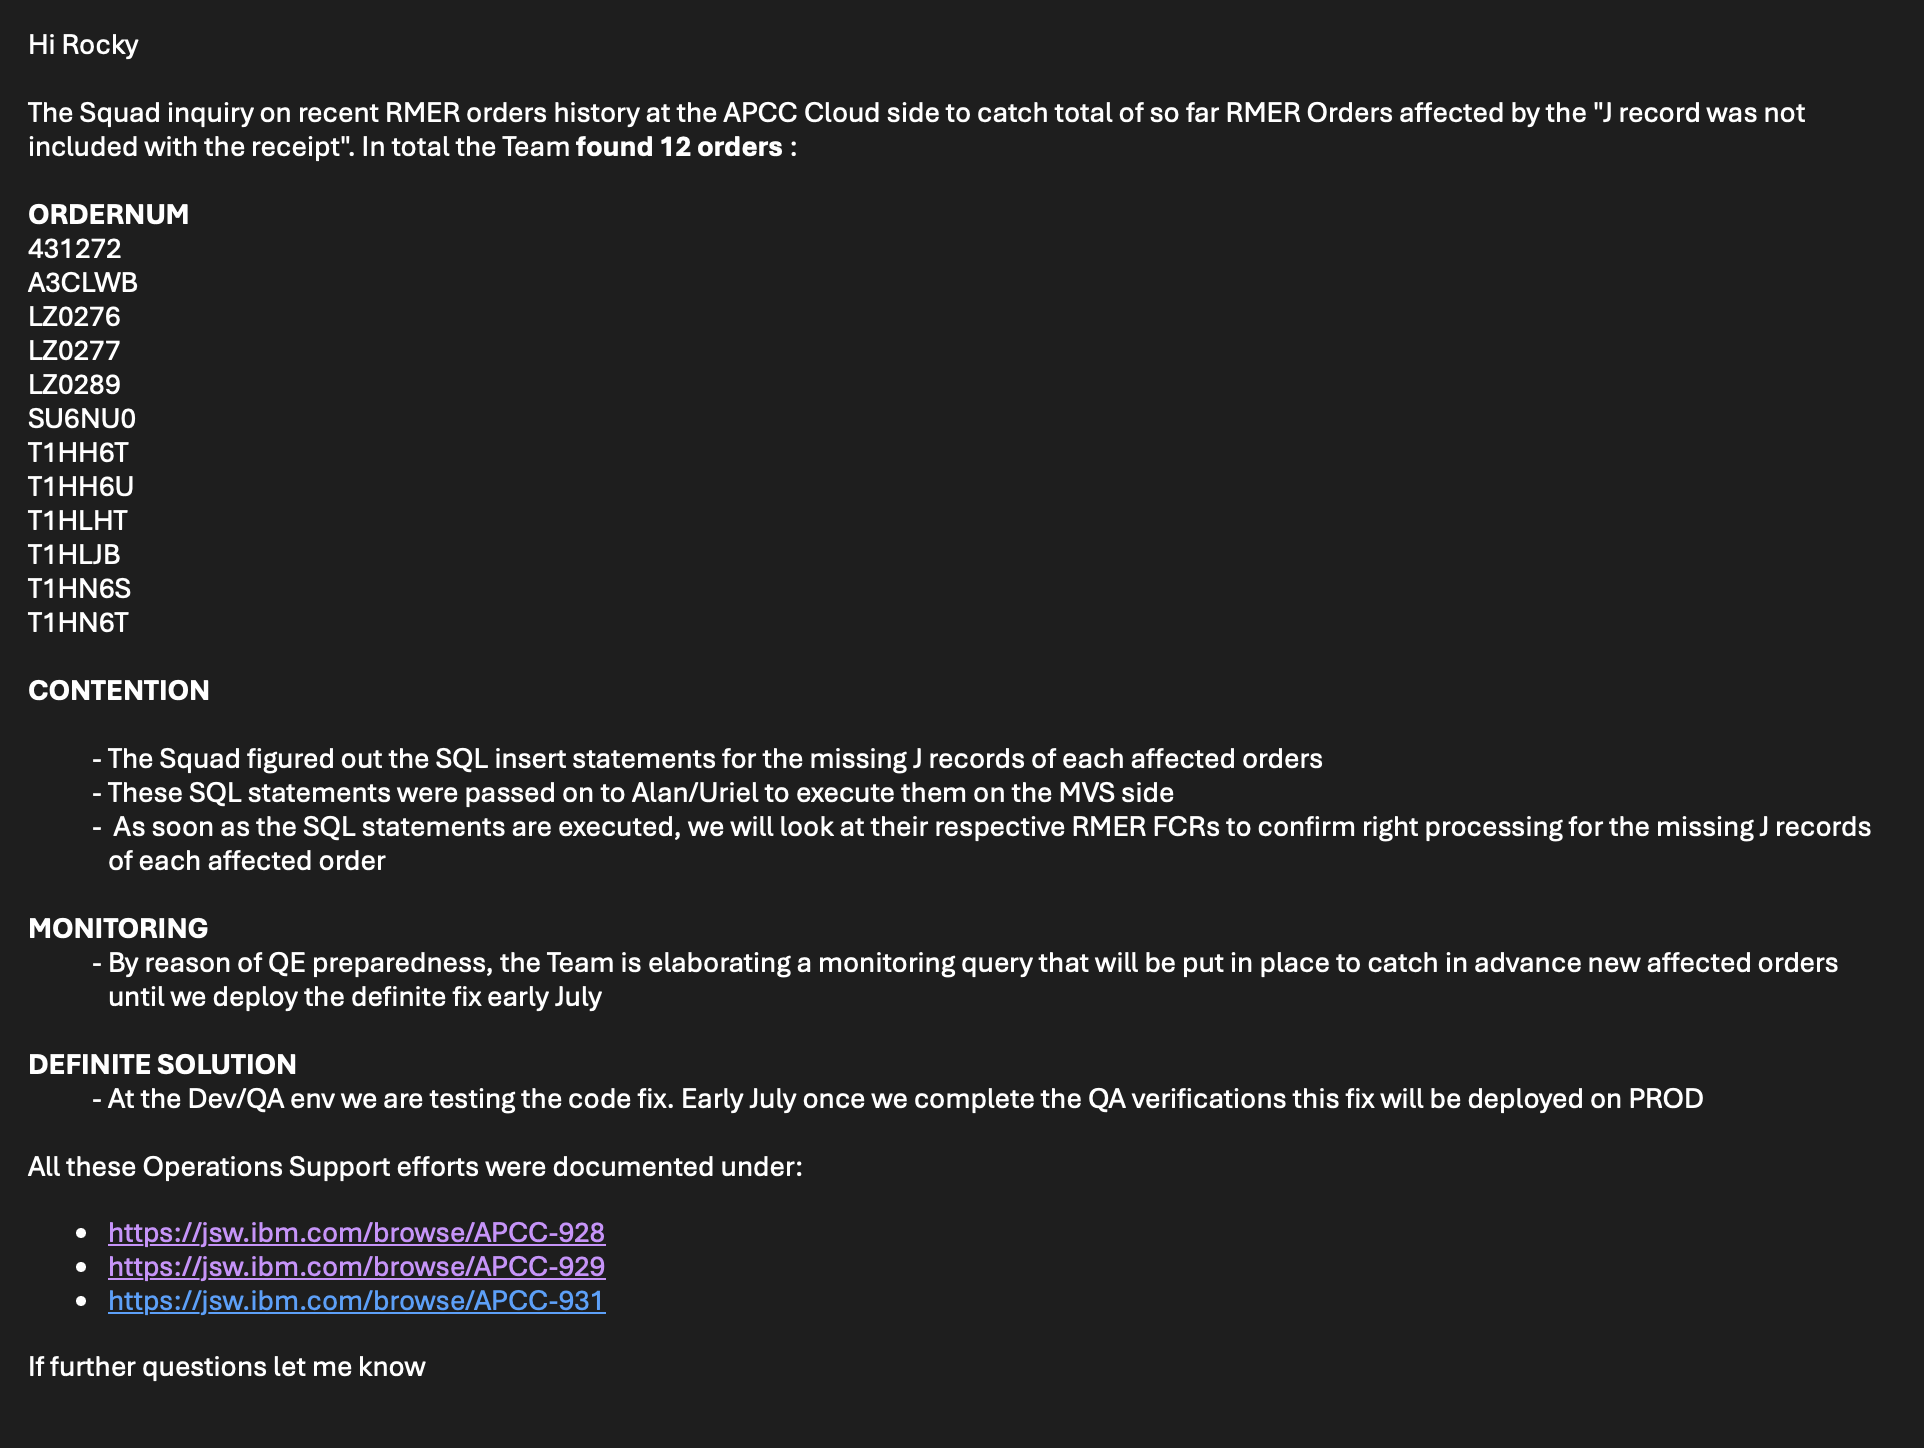 Hi Rocky
The Squad inquiry on recent RMER orders history at the APCC Cloud side to catch total of so far RMER Orders affected by the "J record was not
included with the receipt". In total the Team found 12 orders :
ORDERNUM
431272
A3CLWB
LZ0276
LZ0277
LZ0289
SU6NU0
T1HH6T
T1HH6U
T1HLHT
T1HLJB
T1HN6S
T1HN6T
CONTENTION
- The Squad figured out the SQL insert statements for the missing J records of each affected orders
- These SQL statements were passed on to Alan/Uriel to execute them on the MVS side
- As soon as the SQL statements are executed, we will look at their respective RMER FCRs to confirm right processing for the missing J records
of each affected order
MONITORING
- By reason of QE preparedness, the Team is elaborating a monitoring query that will be put in place to catch in advance new affected orders
until we deploy the definite fix early July
DEFINITE SOLUTION
- At the Dev/QA env we are testing the code fix. Early July once we complete the QA verifications this fix will be deployed on PROD
All these Operations Support efforts were documented under:
• https://jsw.ibm.com/browse/APCC-928
• https://jsw.ibm.com/browse/APCC-929
• https://jsw.ibm.com/browse/APCC-931
If further questions let me know